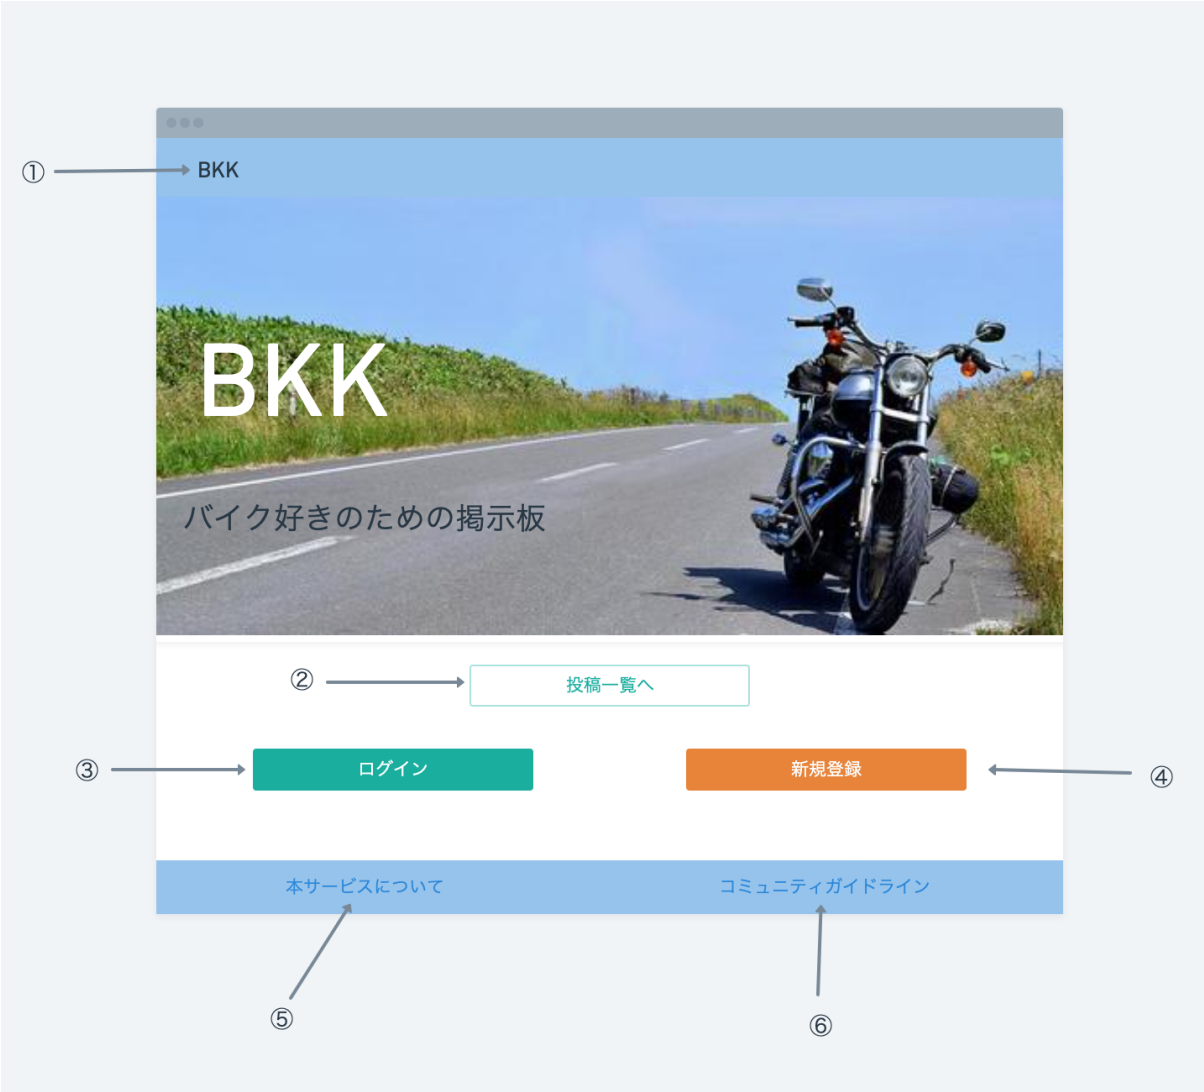 ① BKK
BKK
バイク好きのための掲示板
② 投稿一覧へ
③ ログイン 新規登録 ④
本サービスについて コミュニティガイドライン
⑤ ⑥